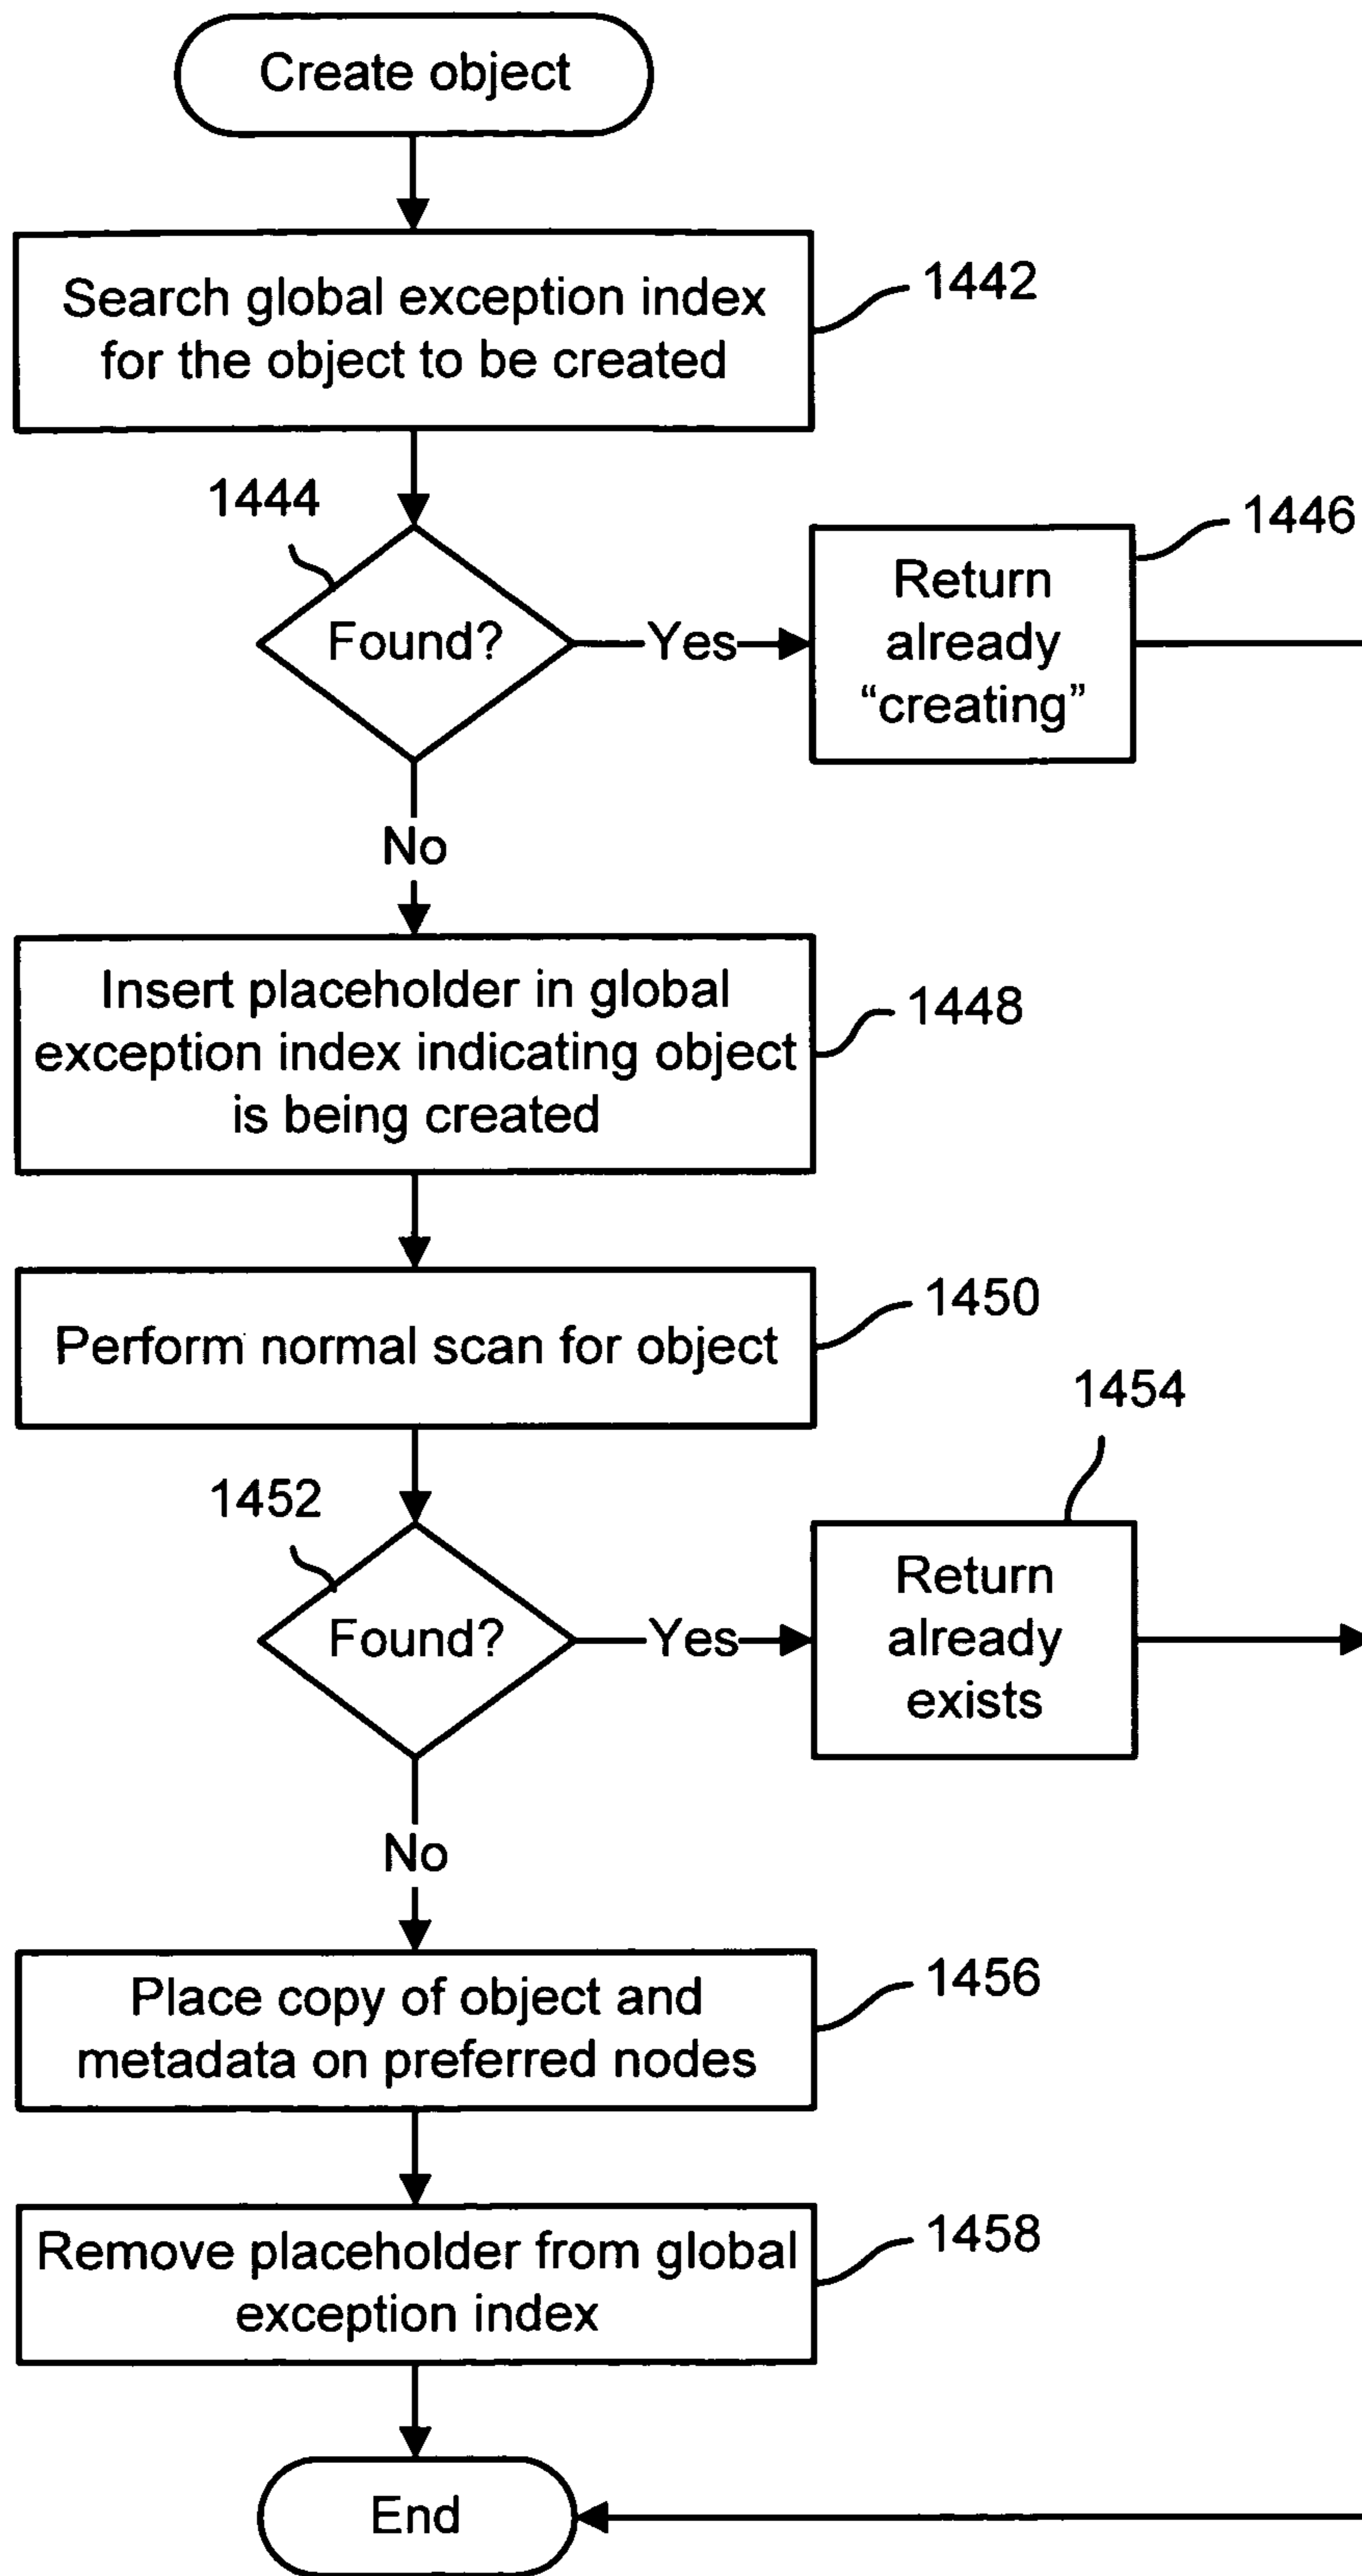 Create object
Search global exception index
for the object to be created
1442
1444
Found?
Yes
Return
already
“creating”
1446
No
Insert placeholder in global
exception index indicating object
is being created
1448
Perform normal scan for object
1450
1452
Found?
Yes
1454
Return
already
exists
No
Place copy of object and
metadata on preferred nodes
1456
Remove placeholder from global
exception index
1458
End